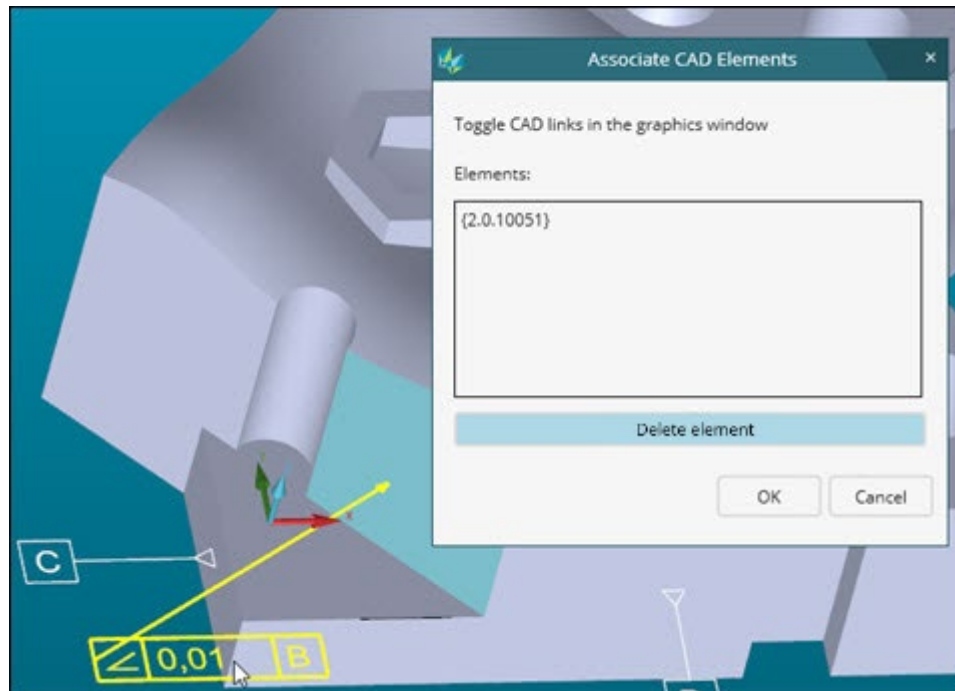 Associate CAD Elements
Toggle CAD links in the graphics window
Elements:
{2.0.10051}
Delete element
OK Cancel
C
0,01 B